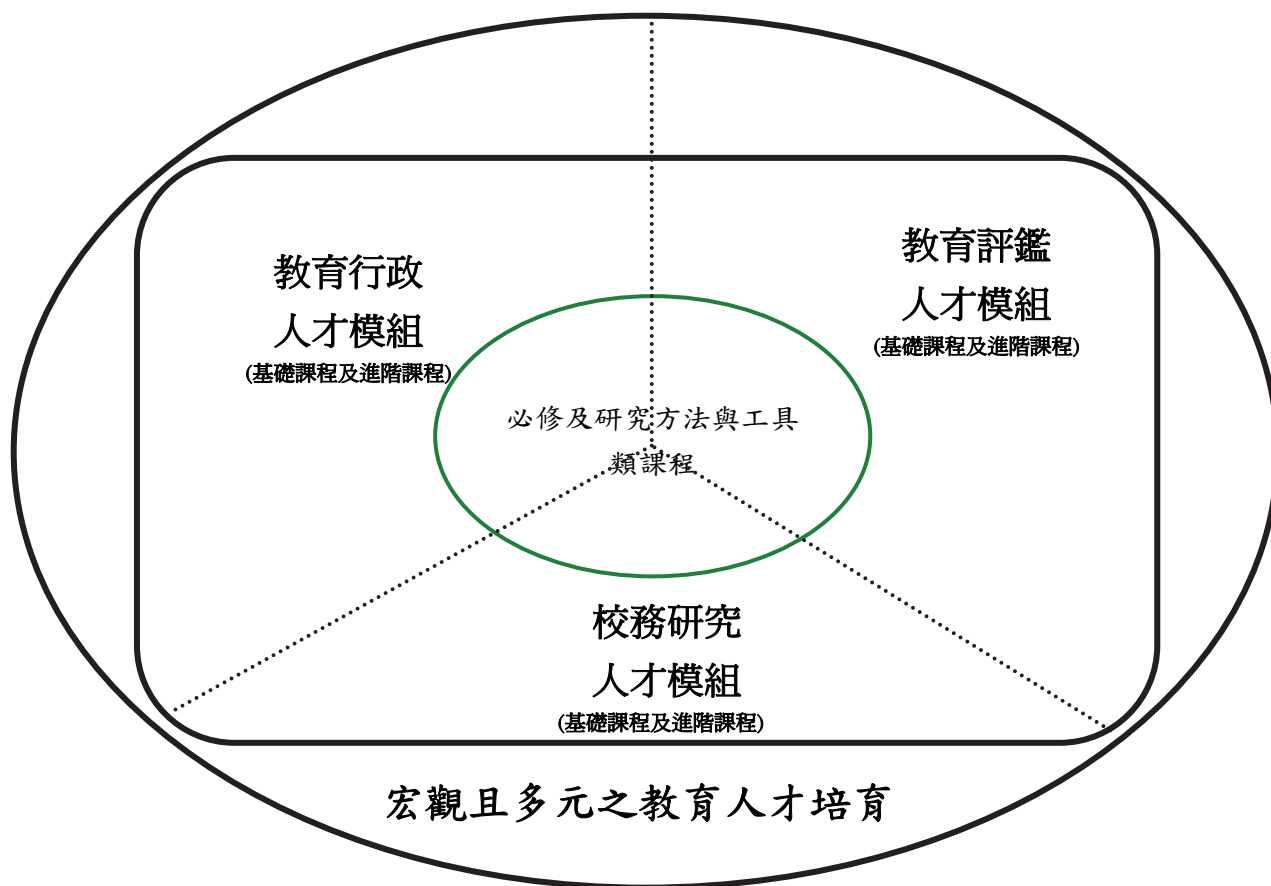 教育行政
人才模組
(基礎課程及進階課程)
教育評鑑
人才模組
(基礎課程及進階課程)
必修及研究方法與工具
類課程
校務研究
人才模組
(基礎課程及進階課程)
宏觀且多元之教育人才培育